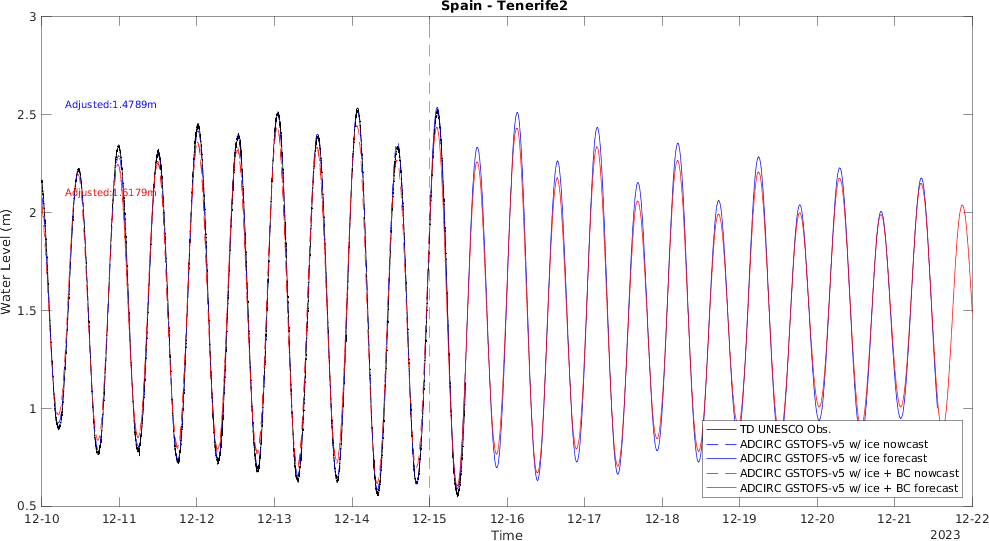 Spain - Tenerife2
3
2.5
2
1.5
1
0.5
Water Level (m)
Adjusted:1.4789m
Adjusted:1.6179m
TD UNESCO Obs.
ADCIRC GSTOFS-v5 w/ ice nowcast
ADCIRC GSTOFS-v5 w/ ice forecast
ADCIRC GSTOFS-v5 w/ ice + BC nowcast
ADCIRC GSTOFS-v5 w/ ice + BC forecast
12-10 12-11 12-12 12-13 12-14 12-15 12-16 12-17 12-18 12-19 12-20 12-21 12-22
Time
2023